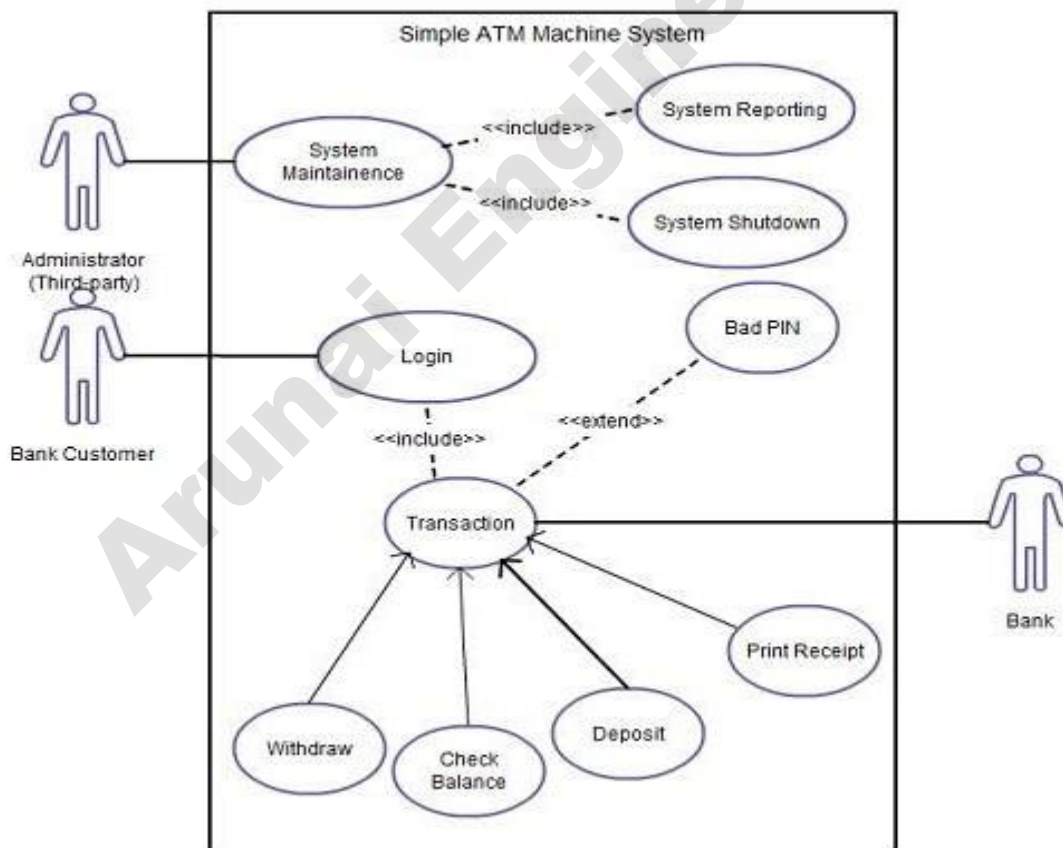 Simple ATM Machine System
System Reporting
<<include>>
System
Maintainence
<<include>>
System Shutdown
Administrator
(Third-party)
Bad PIN
Login
<<extend>>
<<include>>
Bank Customer
Transaction
Bank
Print Receipt
Deposit
Withdraw
Check
Balance
Arunai Engine